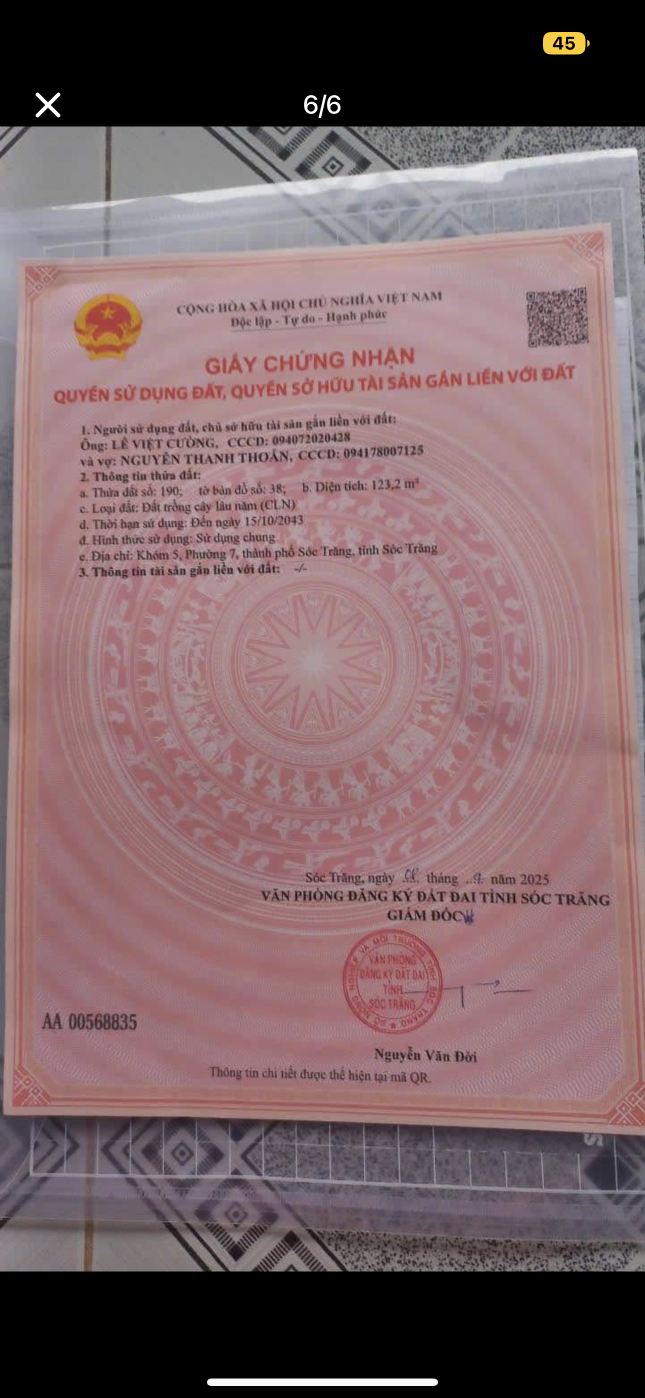 45
6/6
CỘNG HÒA XÃ HỘI CHỦ NGHĨA VIỆT NAM
Độc lập - Tự do - Hạnh phúc
GIẤY CHỨNG NHẬN
QUYỀN SỬ DỤNG ĐẤT, QUYỀN SỞ HỮU TÀI SẢN GẮN LIỀN VỚI ĐẤT
1. Người sử dụng đất, chủ sở hữu tài sản gắn liền với đất:
Ông: LÊ VIỆT CƯỜNG, CCCD: 094072020428
và vợ: NGUYỄN THANH THOẢN, CCCD: 094178007125
2. Thông tin thửa đất:
a. Thửa đất số: 190; tờ bản đồ số: 38; b. Diện tích: 123,2 m²
c. Loại đất: Đất trồng cây lâu năm (CLN)
d. Thời hạn sử dụng: Đến ngày 15/10/2043
đ. Hình thức sử dụng: Sử dụng chung
e. Địa chỉ: Khóm 5, Phường 7, thành phố Sóc Trăng, tỉnh Sóc Trăng
3. Thông tin tài sản gắn liền với đất: -/-
Sóc Trăng, ngày tháng năm 2025
VĂN PHÒNG ĐĂNG KÝ ĐẤT ĐAI TỈNH SÓC TRĂNG
GIÁM ĐỐC
VĂN PHÒNG
ĐĂNG KÝ ĐẤT ĐAI
TỈNH
SÓC TRĂNG
AA 00568835
Nguyễn Văn Đời
Thông tin chi tiết được thể hiện tại mã QR.